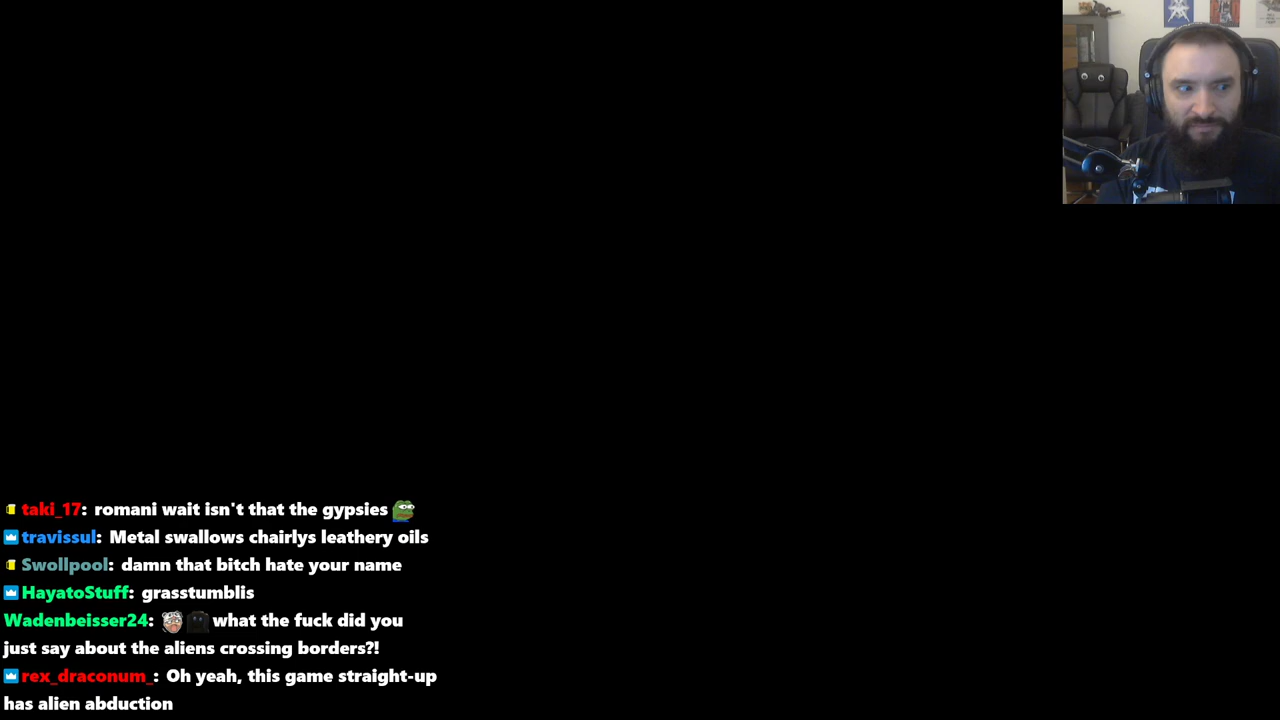 taki_17: romani wait isn't that the gypsies
travissul: Metal swallows chairlys leathery oils
Swollpool: damn that bitch hate your name
HayatoStuff: grasstumblis
Wadenbeisser24: what the fuck did you
just say about the aliens crossing borders?!
rex_draconum_: Oh yeah, this game straight-up
has alien abduction